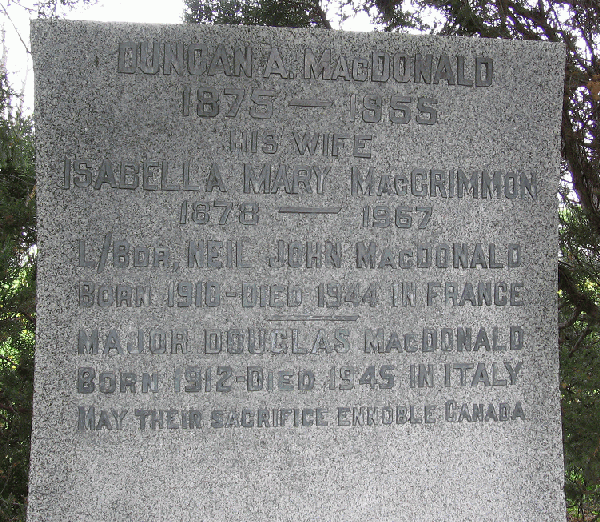 DUNCAN A. MACDONALD
1875 — 1955
HIS WIFE
ISABELLA MARY MACCRIMMON
1878 — 1967
L/BDR. NEIL JOHN MACDONALD
BORN 1910 - DIED 1944 IN FRANCE
MAJOR DOUGLAS MACDONALD
BORN 1912 - DIED 1945 IN ITALY
MAY THEIR SACRIFICE ENNOBLE CANADA